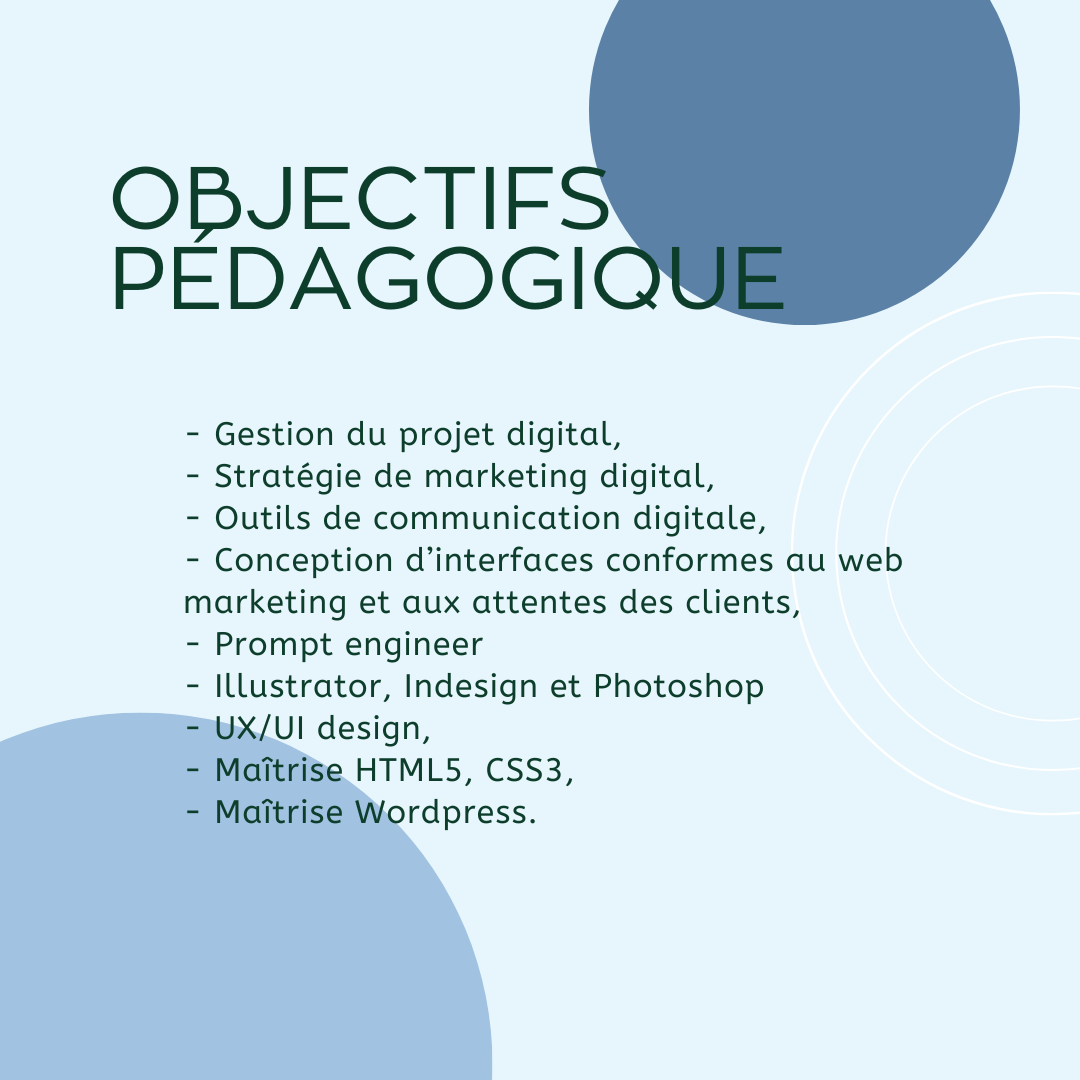 OBJECTIFS
PÉDAGOGIQUE
- Gestion du projet digital,
- Stratégie de marketing digital,
- Outils de communication digitale,
- Conception d’interfaces conformes au web
marketing et aux attentes des clients,
- Prompt engineer
- Illustrator, Indesign et Photoshop
- UX/UI design,
- Maîtrise HTML5, CSS3,
- Maîtrise Wordpress.